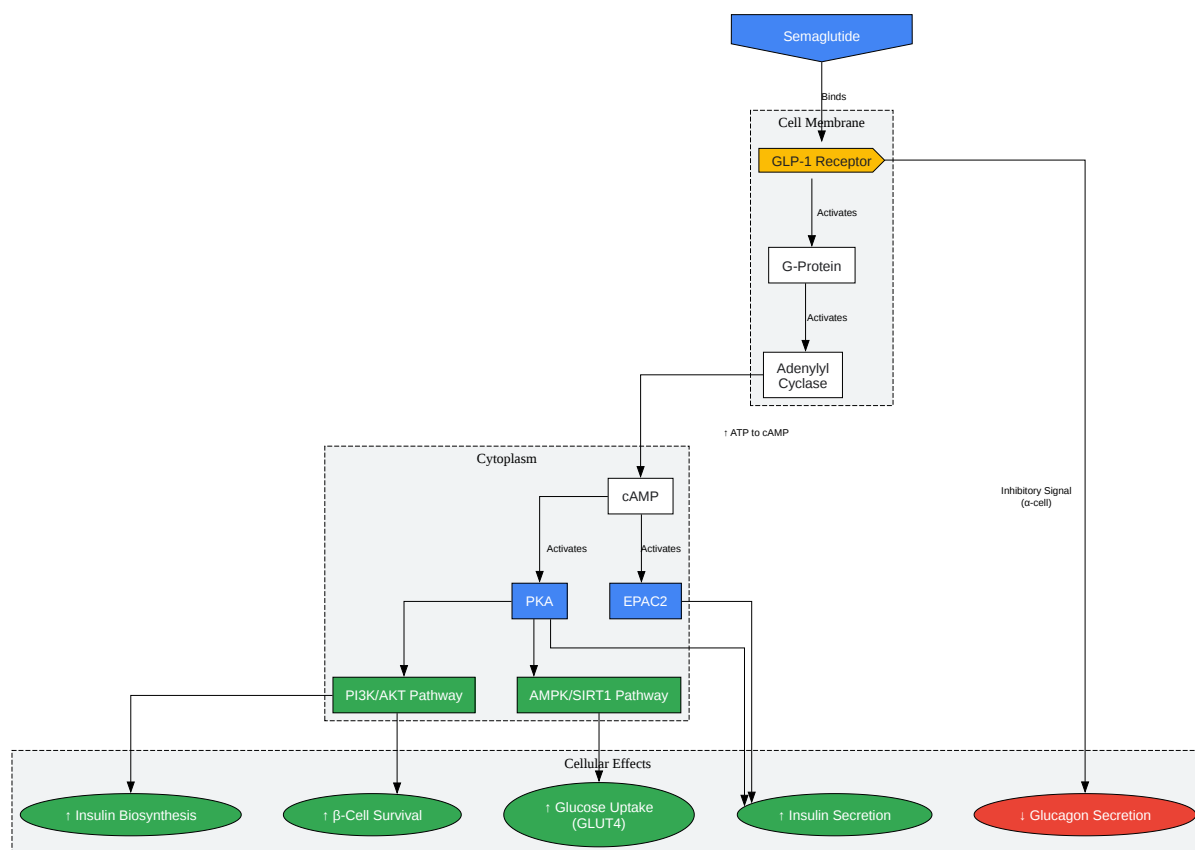 Semaglutide
Binds
Cell Membrane
GLP-1 Receptor
Activates
G-Protein
Activates
Adenylyl
Cyclase
↑ ATP to cAMP
Cytoplasm
cAMP
Inhibitory Signal
(α-cell)
Activates
Activates
PKA
EPAC2
PI3K/AKT Pathway
AMPK/SIRT1 Pathway
Cellular Effects
↑ Insulin Biosynthesis
↑ β-Cell Survival
↑ Glucose Uptake
(GLUT4)
↑ Insulin Secretion
↓ Glucagon Secretion